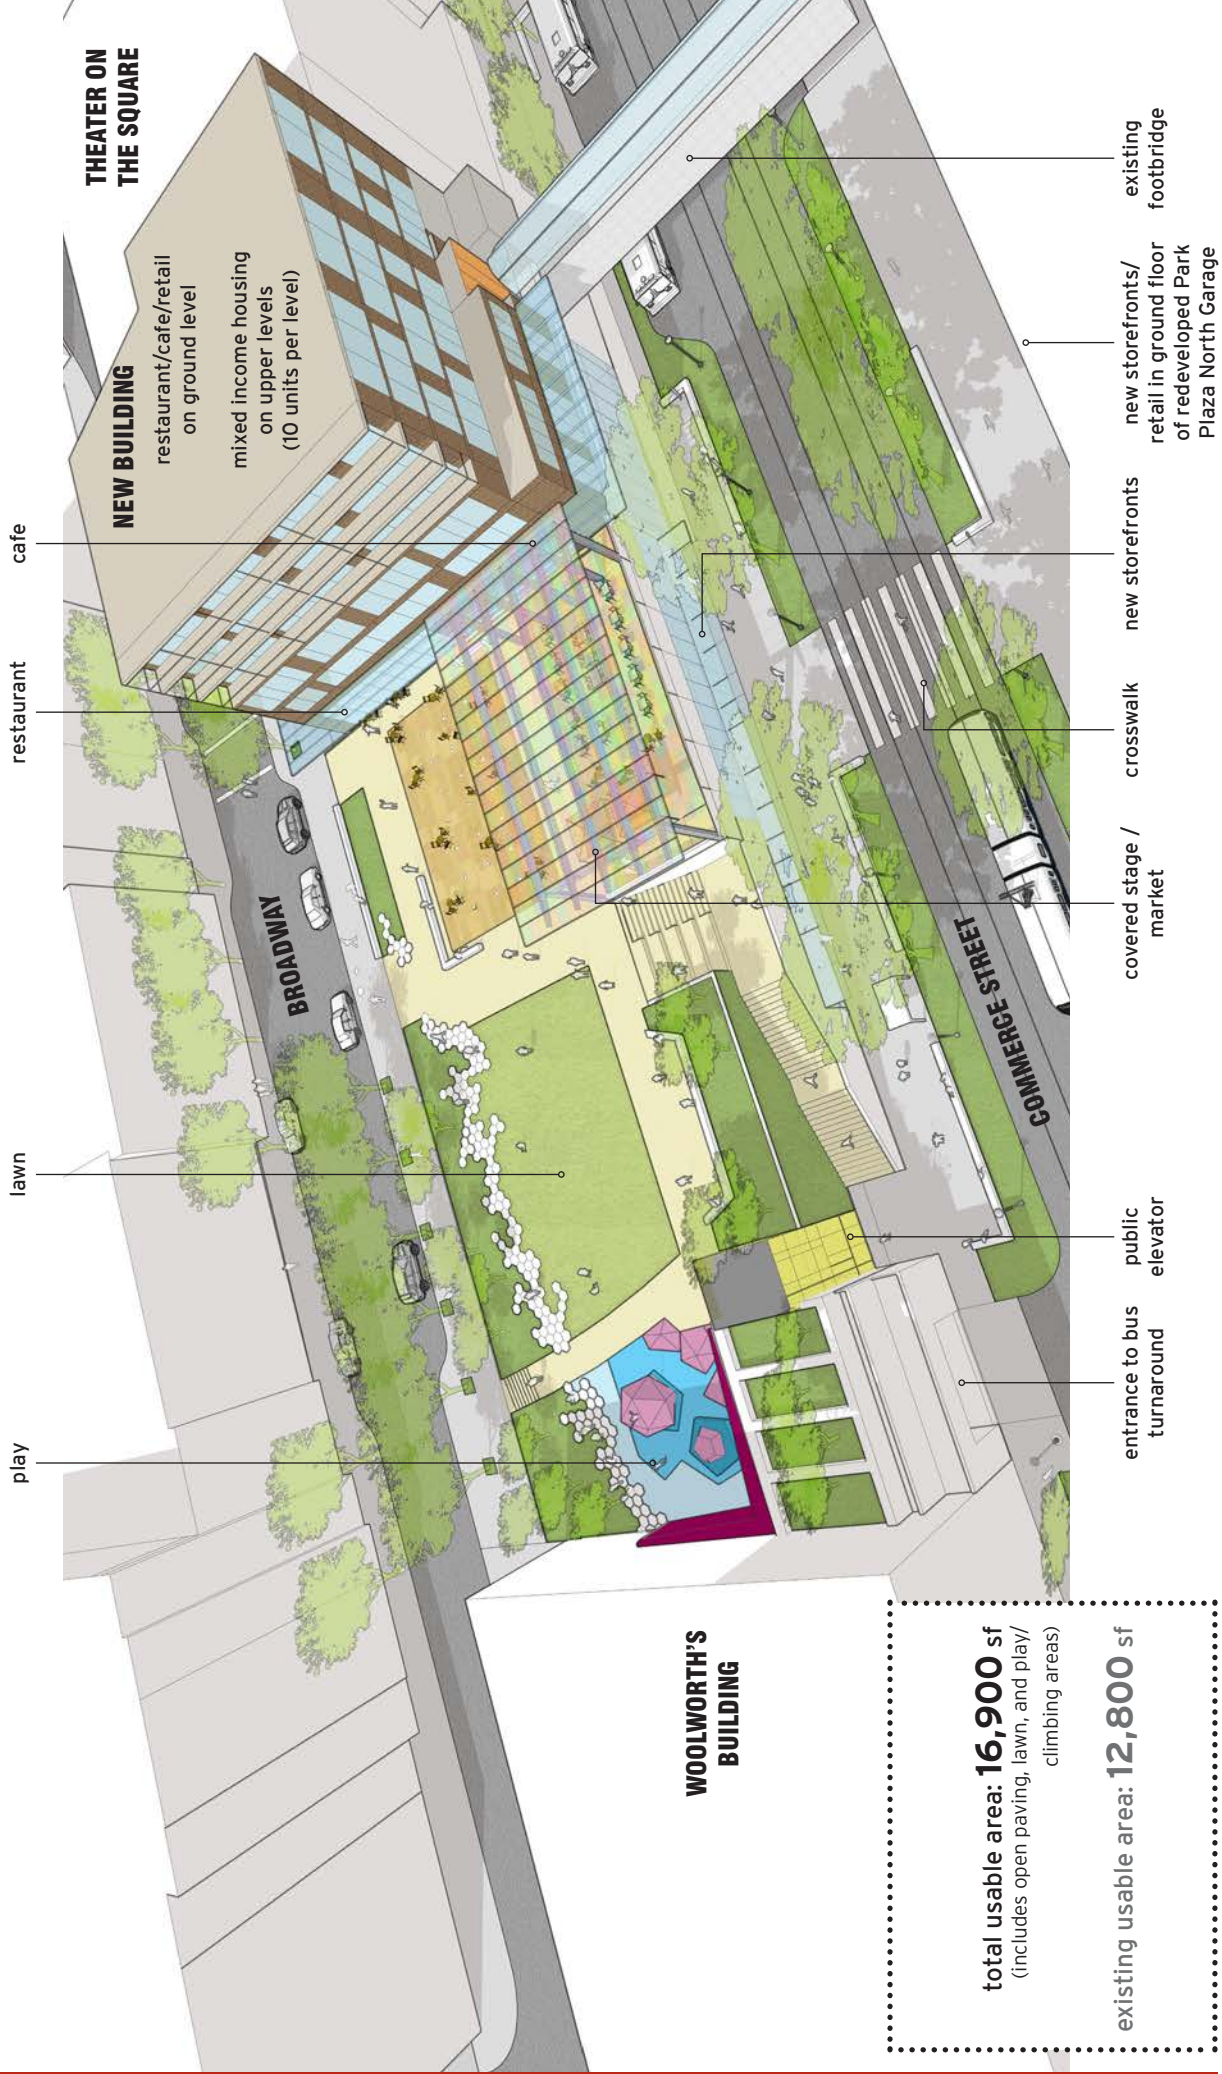 play
lawn
restaurant
cafe
THEATER ON
THE SQUARE
NEW BUILDING
restaurant/cafe/retail
on ground level
mixed income housing
on upper levels
(10 units per level)
BROADWAY
WOOLWORTH'S
BUILDING
COMMERCE STREET
total usable area: 16,900 sf
(includes open paving, lawn, and play/
climbing areas)
existing usable area: 12,800 sf
entrance to bus
turnaround
public
elevator
covered stage /
market
crosswalk
new storefronts
new storefronts/
retail in ground floor
of redeveloped Park
Plaza North Garage
existing
footbridge